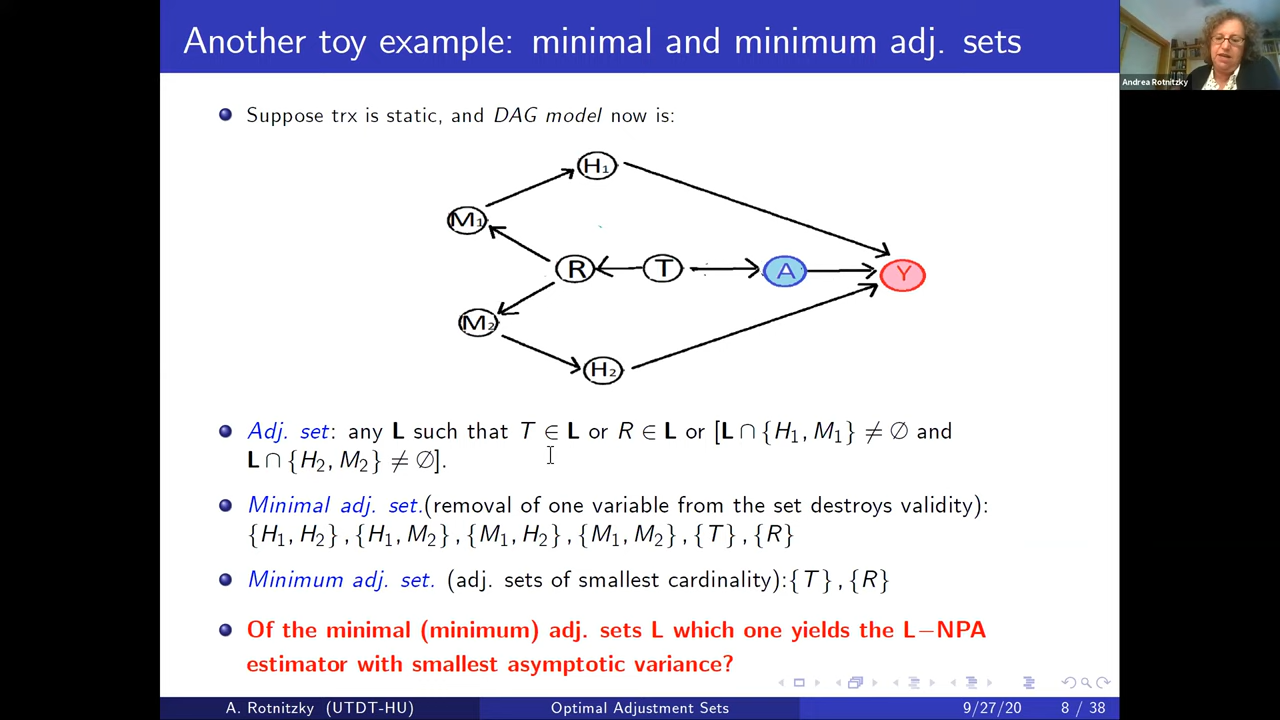 Another toy example: minimal and minimum adj. sets
Andrea Rotnitzky
Suppose trx is static, and DAG model now is:
H₁
M₁
R T A Y
M₂
H₂
Adj. set: any L such that T ∈ L or R ∈ L or [L ∩ {H₁, M₁} ≠ ∅ and
L ∩ {H₂, M₂} ≠ ∅].
Minimal adj. set.(removal of one variable from the set destroys validity):
{H₁, H₂} , {H₁, M₂} , {M₁, H₂} , {M₁, M₂} , {T} , {R}
Minimum adj. set. (adj. sets of smallest cardinality):{T} , {R}
Of the minimal (minimum) adj. sets L which one yields the L−NPA
estimator with smallest asymptotic variance?
A. Rotnitzky (UTDT-HU) Optimal Adjustment Sets 9/27/20 8 / 38